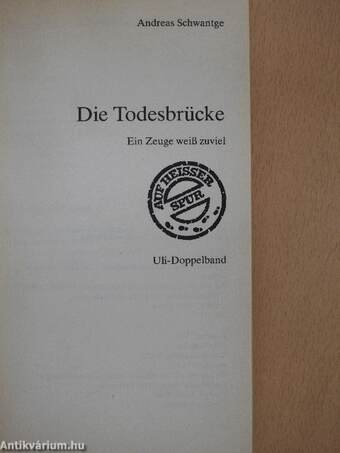 Andreas Schwantge
Die Todesbrücke
Ein Zeuge weiß zuviel
AUF HEISSER
SPUR
Uli-Doppelband
Antikvárium.hu